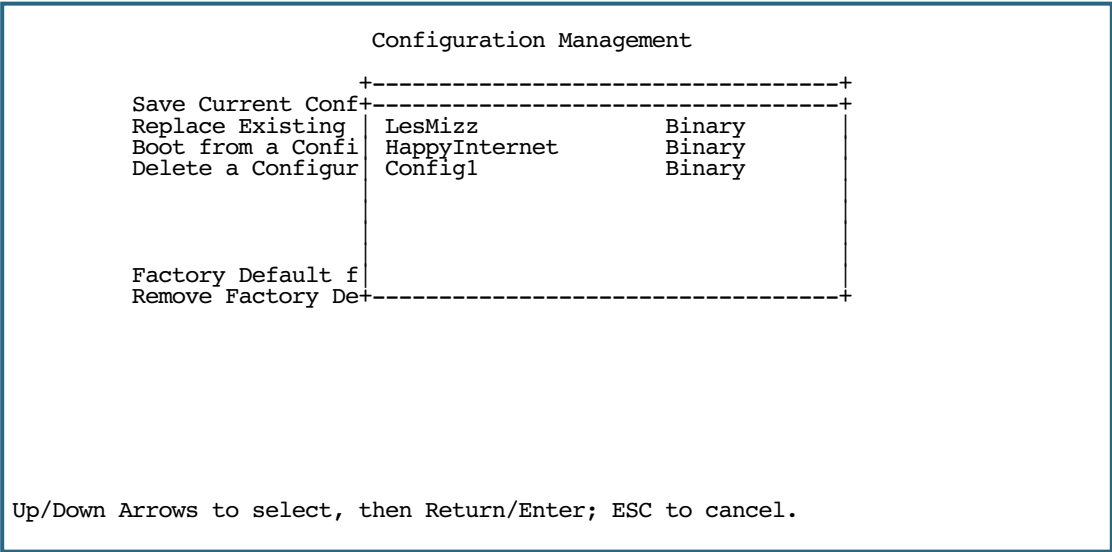 Configuration Management
+-----------------------------------+
Save Current Conf+-----------------------------------+
Replace Existing | LesMizz Binary |
Boot from a Confi| HappyInternet Binary |
Delete a Configur| Config1 Binary |
Factory Default f| |
Remove Factory De+-----------------------------------+
Up/Down Arrows to select, then Return/Enter; ESC to cancel.